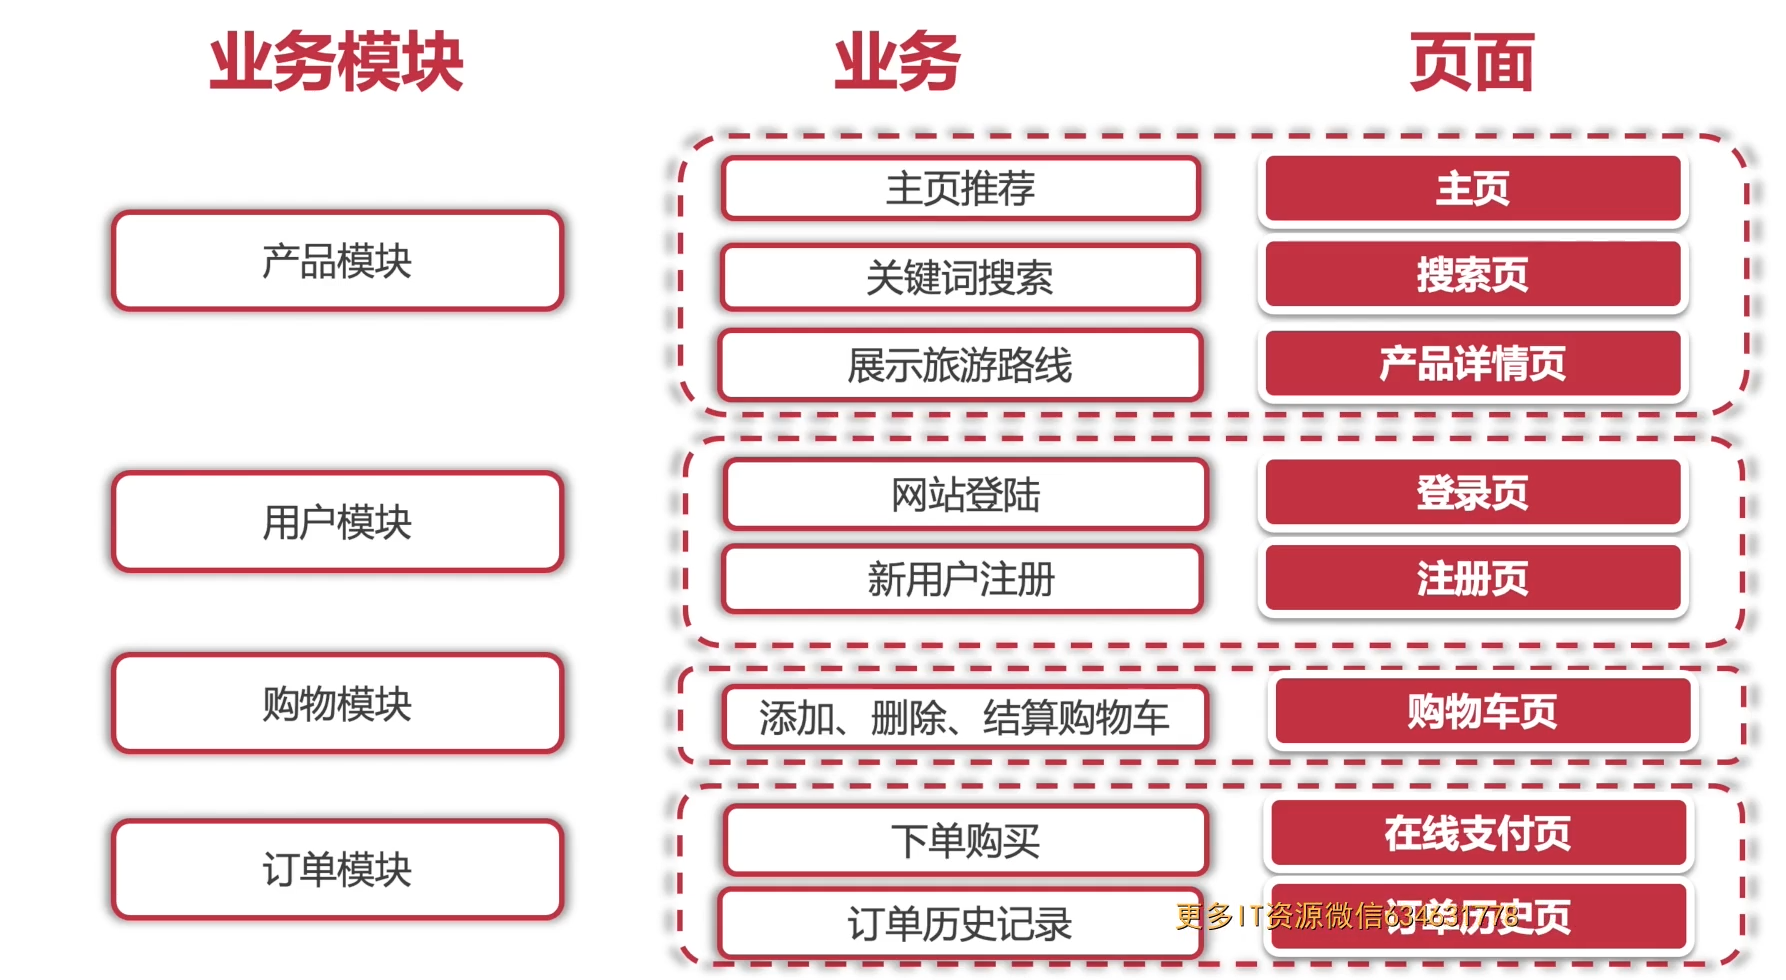 业务模块
业务
页面
产品模块
主页推荐
主页
关键词搜索
搜索页
展示旅游路线
产品详情页
用户模块
网站登陆
登录页
新用户注册
注册页
购物模块
添加、删除、结算购物车
购物车页
订单模块
下单购买
在线支付页
订单历史记录
订单历史页
更多IT资源微信634631778